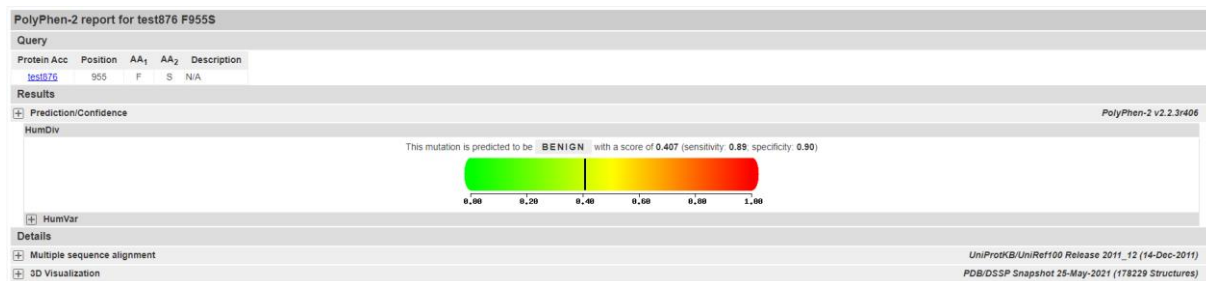 PolyPhen-2 report for test876 F955S
Query
Protein Acc Position AA1 AA2 Description
test876 955 F S N/A
Results
Prediction/Confidence PolyPhen-2 v2.2.3r406
HumDiv
This mutation is predicted to be BENIGN with a score of 0.407 (sensitivity: 0.89; specificity: 0.90)
0.00 0.20 0.40 0.60 0.80 1.00
HumVar
Details
Multiple sequence alignment UniProtKB/UniRef100 Release 2011_12 (14-Dec-2011)
3D Visualization PDB/DSSP Snapshot 25-May-2021 (178229 Structures)